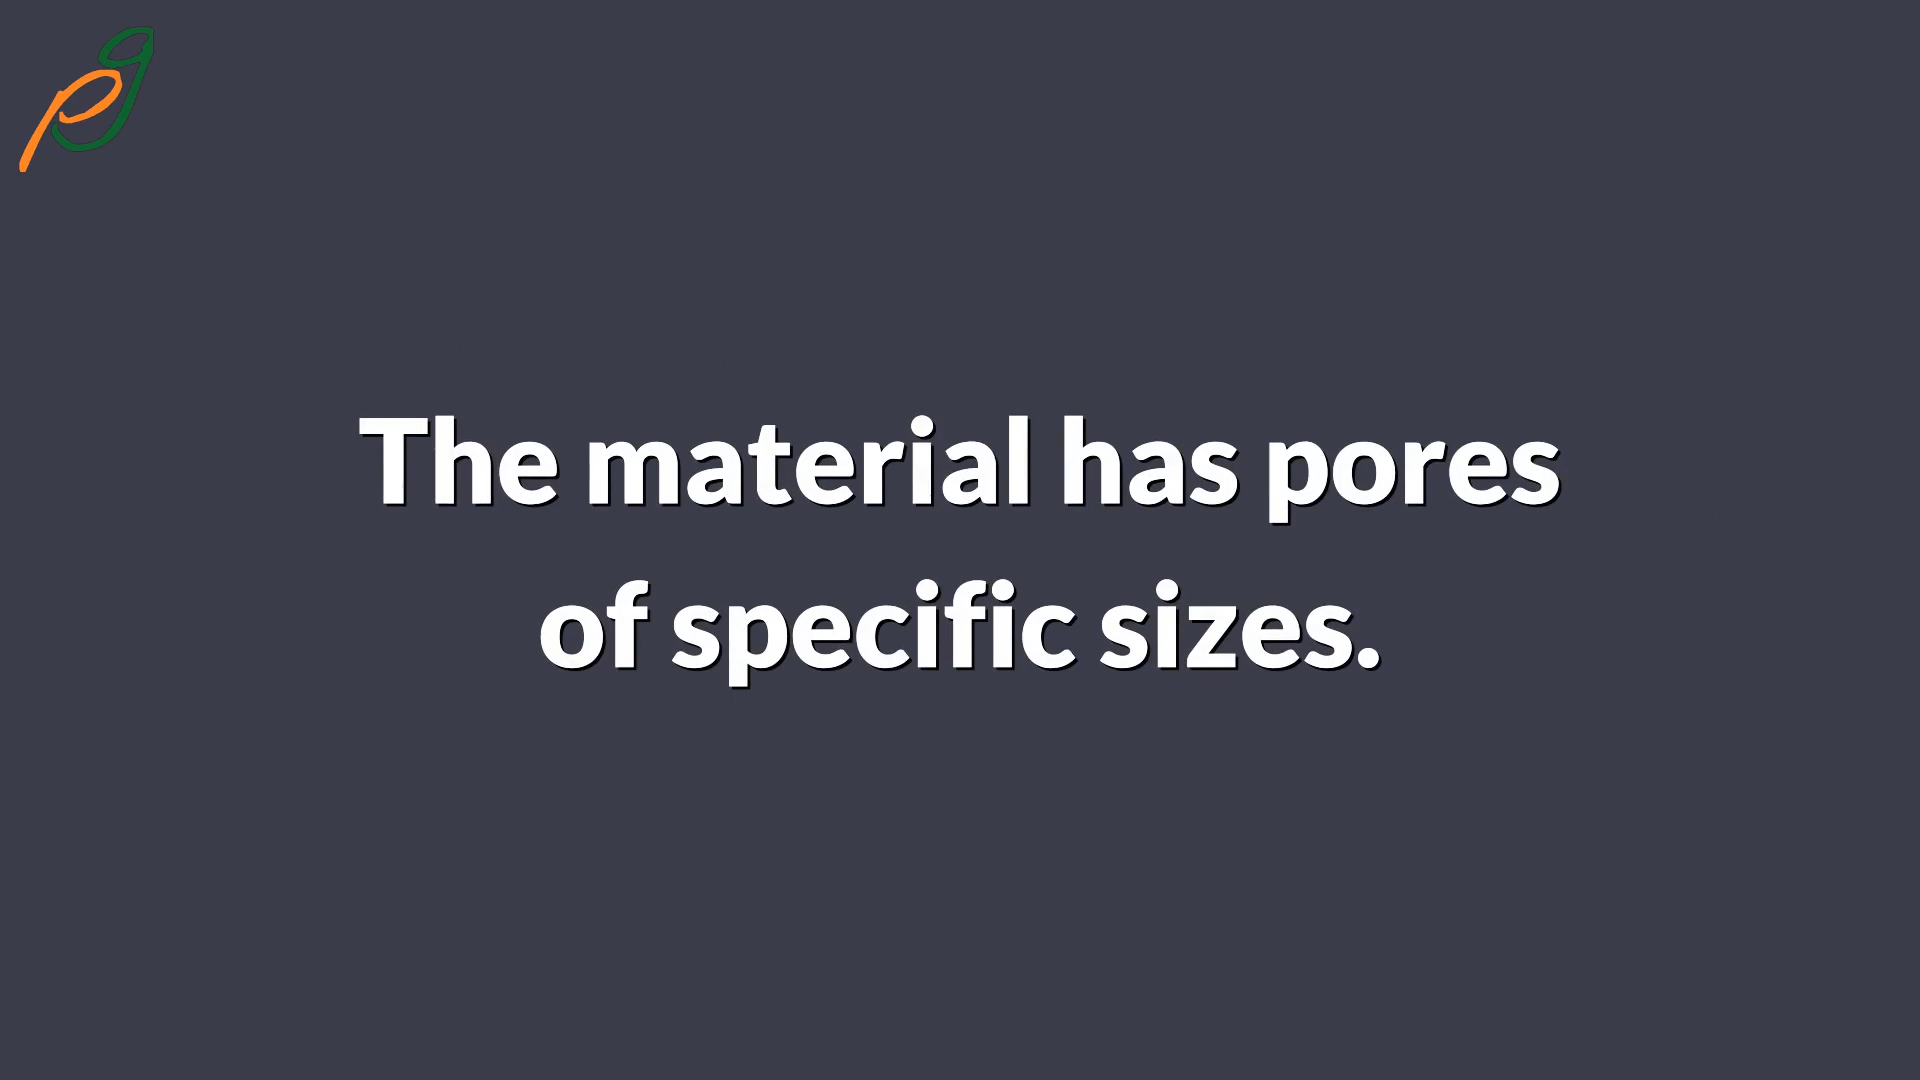 The material has pores
of specific sizes.